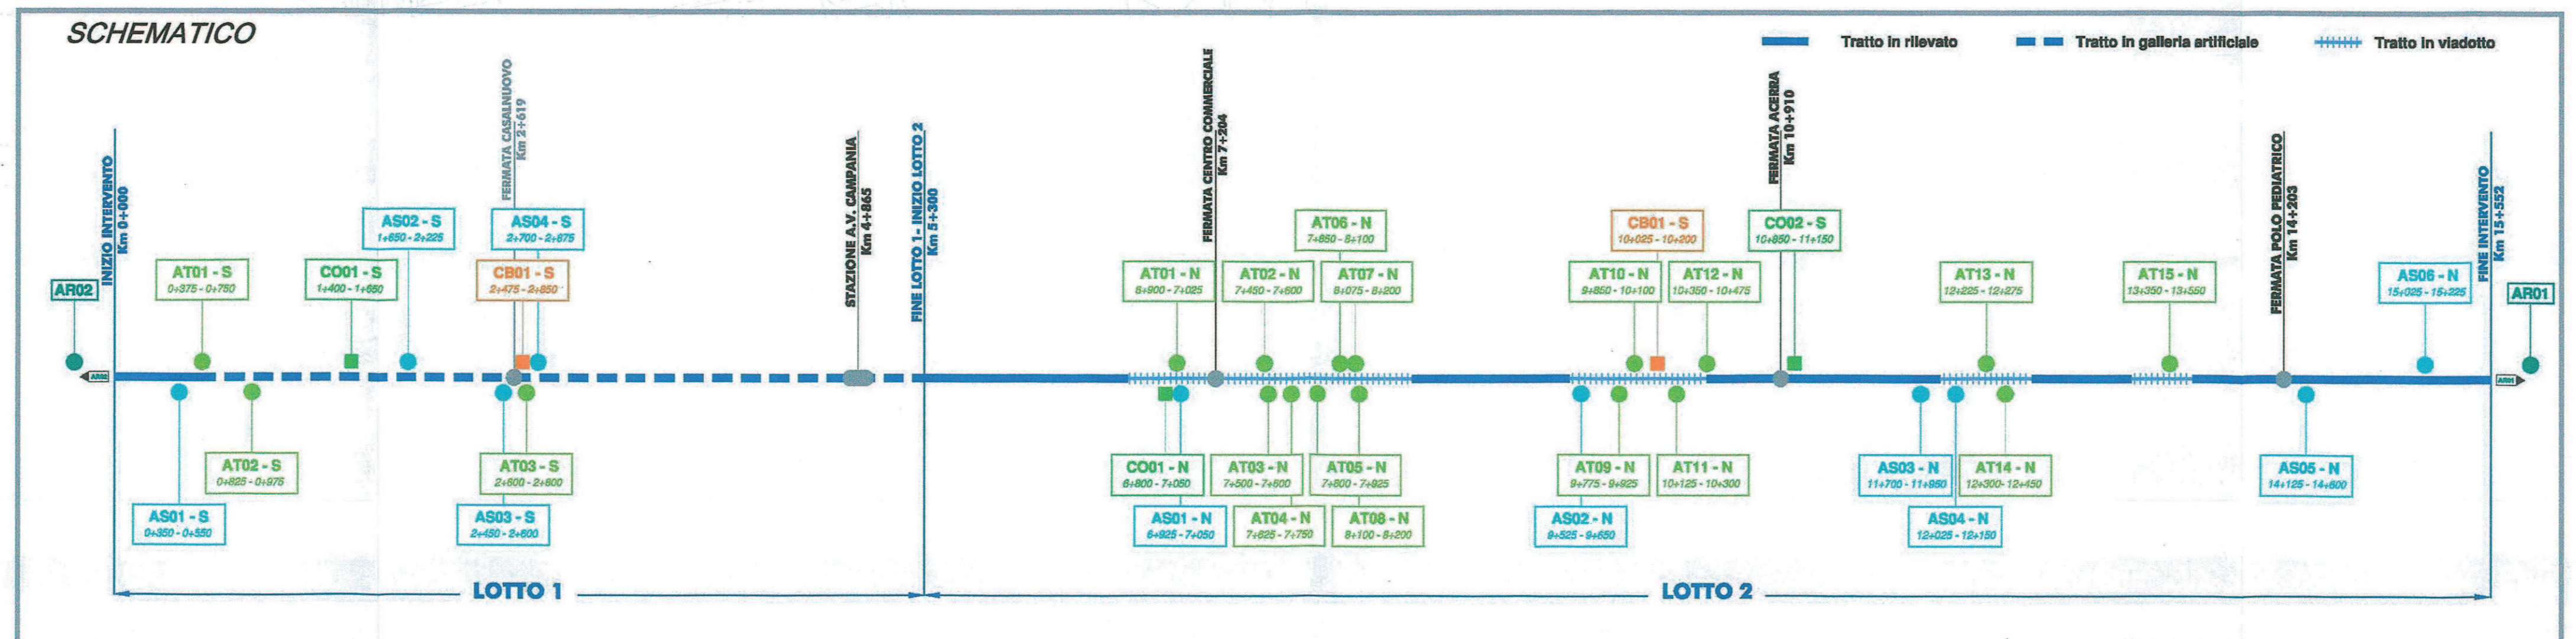 SCHEMATICO
Tratto in rilevato
Tratto in galleria artificiale
Tratto in viadotto
INIZIO INTERVENTO
Km 0+000
FERMATA CASALNUOVO
Km 2+619
STAZIONE A.V. CAMPANIA
Km 4+865
FINE LOTTO 1- INIZIO LOTTO 2
Km 5+300
FERMATA CENTRO COMMERCIALE
Km 7+204
FERMATA ACERRA
Km 10+910
FERMATA POLO PEDIATRICO
Km 14+203
FINE INTERVENTO
Km 15+552
AS02 - S
1+650 - 2+225
AS04 - S
2+700 - 2+875
AT06 - N
7+850 - 8+100
CB01 - S
10+025 - 10+200
CO02 - S
10+850 - 11+150
AR02
AT01 - S
0+375 - 0+750
CO01 - S
1+400 - 1+650
CB01 - S
2+475 - 2+850
AT01 - N
6+900 - 7+025
AT02 - N
7+450 - 7+600
AT07 - N
8+075 - 8+200
AT10 - N
9+850 - 10+100
AT12 - N
10+350 - 10+475
AT13 - N
12+225 - 12+275
AT15 - N
13+350 - 13+550
AS06 - N
15+025 - 15+225
AR01
AR02
AR01
AT02 - S
0+825 - 0+975
AT03 - S
2+600 - 2+800
CO01 - N
6+800 - 7+050
AT03 - N
7+500 - 7+600
AT05 - N
7+800 - 7+925
AT09 - N
9+775 - 9+925
AT11 - N
10+125 - 10+300
AS03 - N
11+700 - 11+950
AT14 - N
12+300- 12+450
AS05 - N
14+125 - 14+600
AS01 - S
0+350 - 0+550
AS03 - S
2+450 - 2+600
AS01 - N
6+925 - 7+050
AT04 - N
7+625 - 7+750
AT08 - N
8+100 - 8+200
AS02 - N
9+525 - 9+650
AS04 - N
12+025 - 12+150
LOTTO 1
LOTTO 2